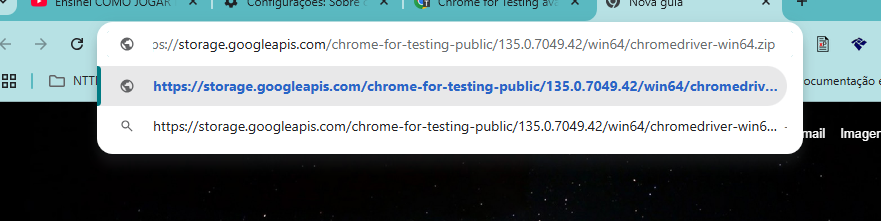 Ensinei COMO JOGAR
Configurações: Sobre o
Chrome for Testing ava
Nova guia
ps://storage.googleapis.com/chrome-for-testing-public/135.0.7049.42/win64/chromedriver-win64.zip
NTT
https://storage.googleapis.com/chrome-for-testing-public/135.0.7049.42/win64/chromedriv...
ocumentação e
https://storage.googleapis.com/chrome-for-testing-public/135.0.7049.42/win64/chromedriver-win6... -
mail Imagen